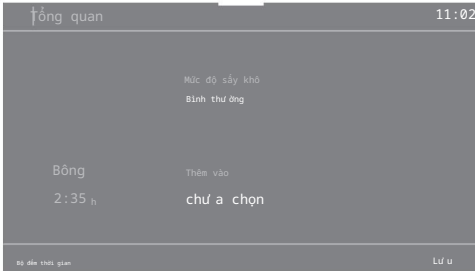 Tổng quan 11:02
Mức độ sấy khô
Bình thường
Bông Thêm vào
2:35 h chưa chọn
Bộ đếm thời gian Lưu